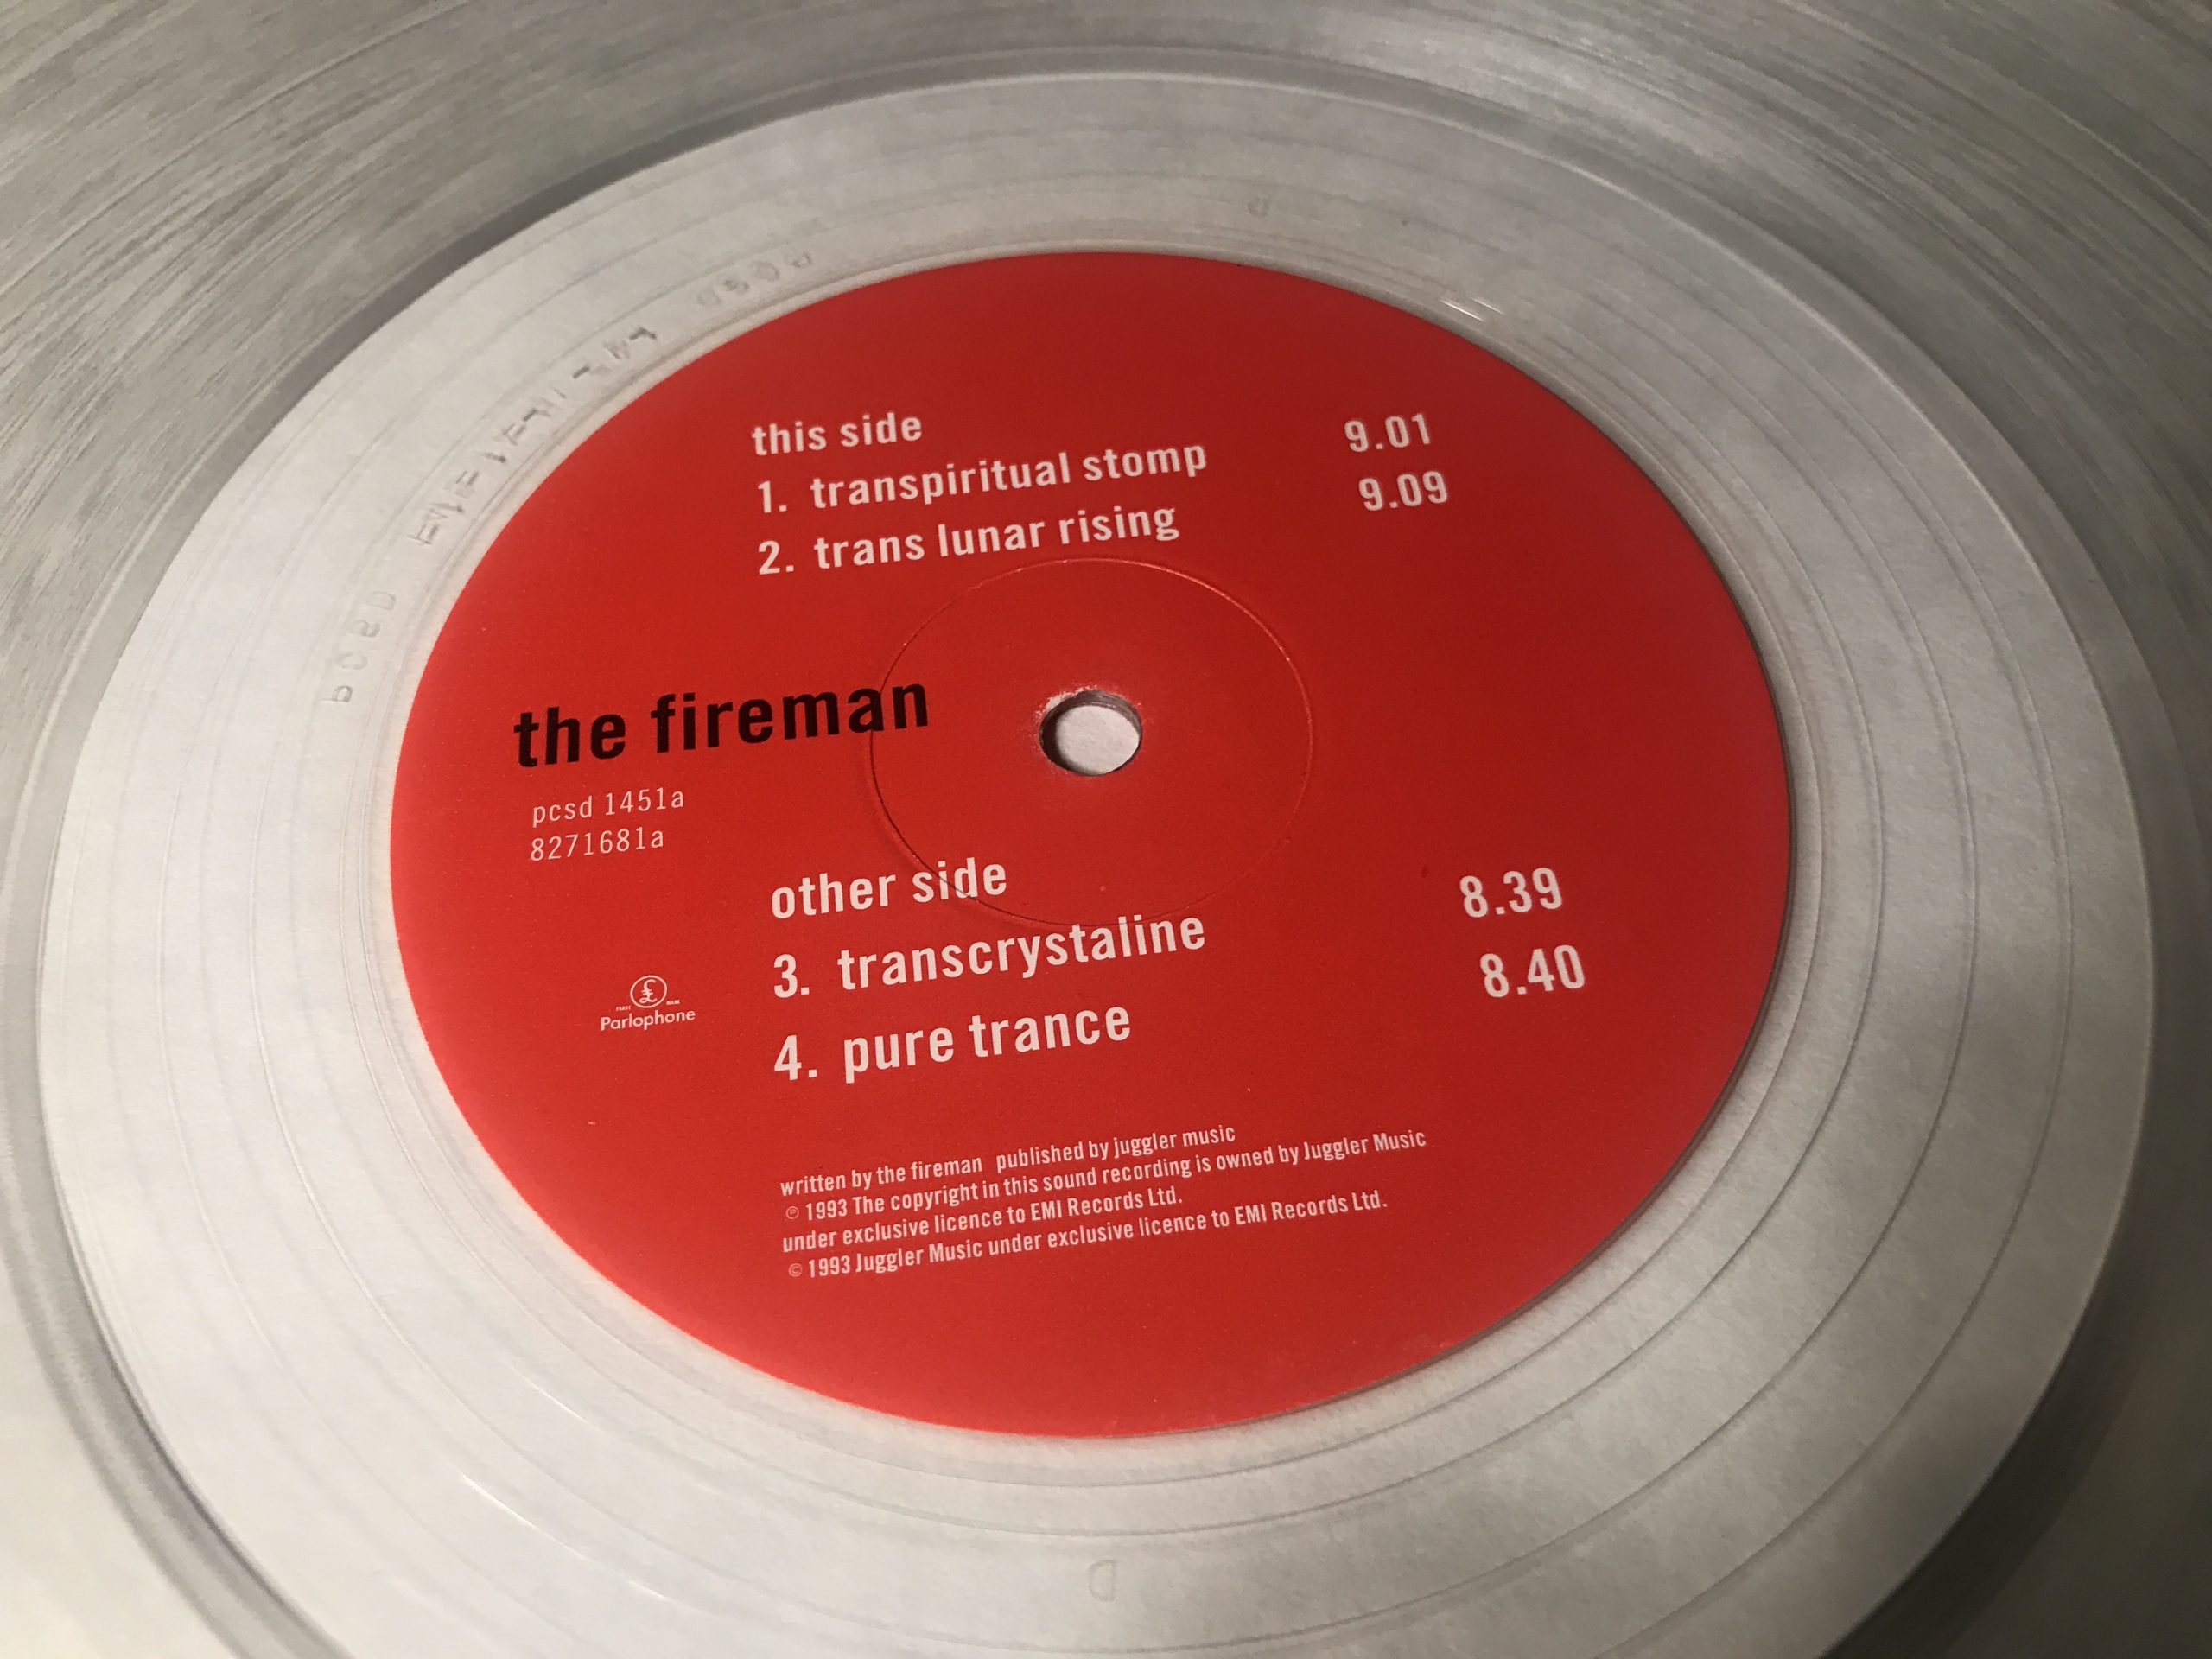 this side
1. transpiritual stomp 9.01
2. trans lunar rising 9.09
the fireman
pcsd 1451a
8271681a
other side
3. transcrystaline 8.39
4. pure trance 8.40
£
Parlophone
written by the fireman published by juggler music
℗ 1993 The copyright in this sound recording is owned by Juggler Music
under exclusive licence to EMI Records Ltd.
© 1993 Juggler Music under exclusive licence to EMI Records Ltd.